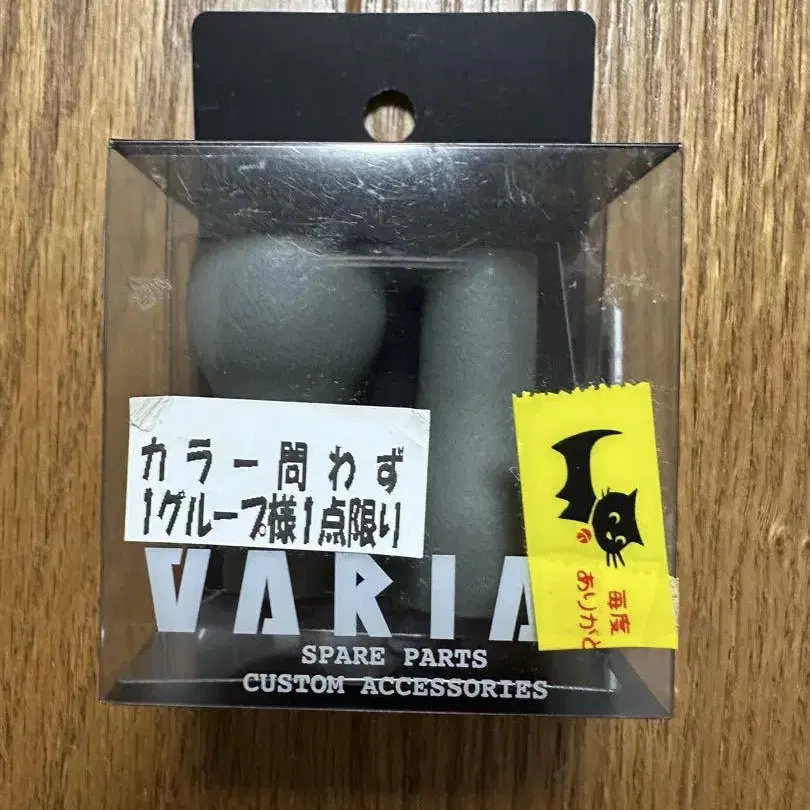 カラー問わず
1グループ様1点限り
VARIA
SPARE PARTS
CUSTOM ACCESSORIES
毎度
ありがと